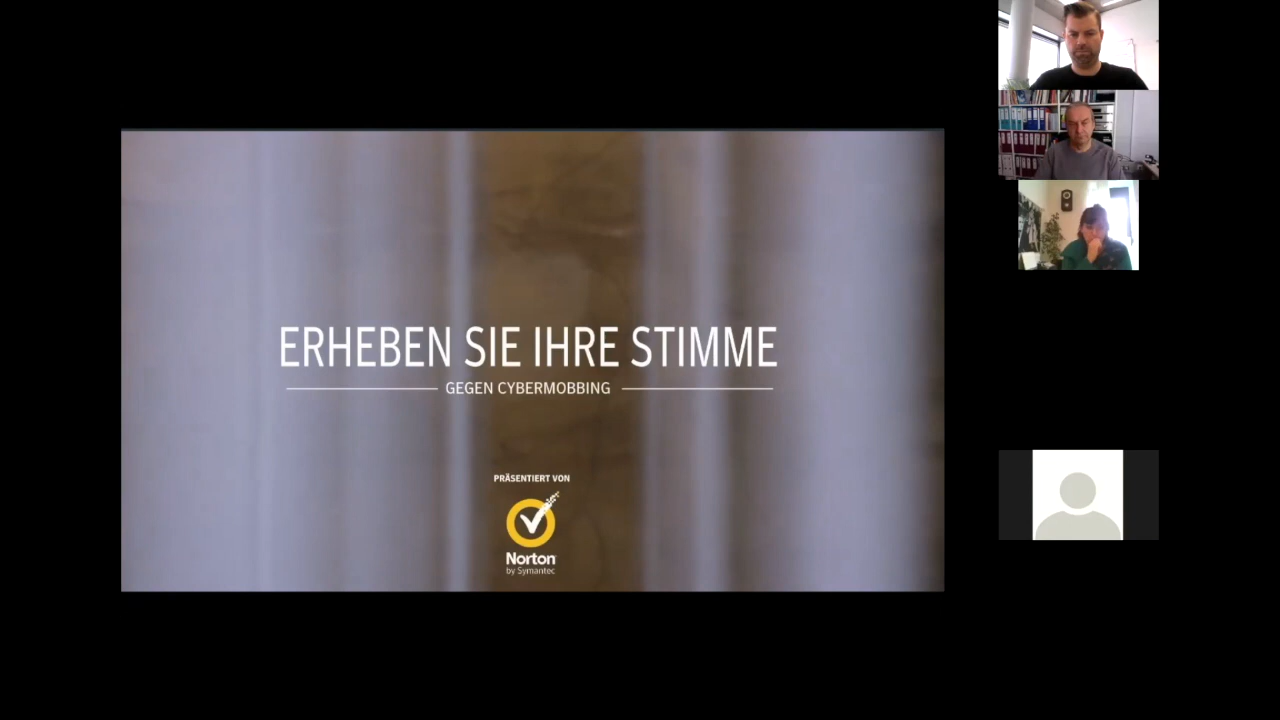 ERHEBEN SIE IHRE STIMME
GEGEN CYBERMOBBING
PRÄSENTIERT VON
Norton
by Symantec